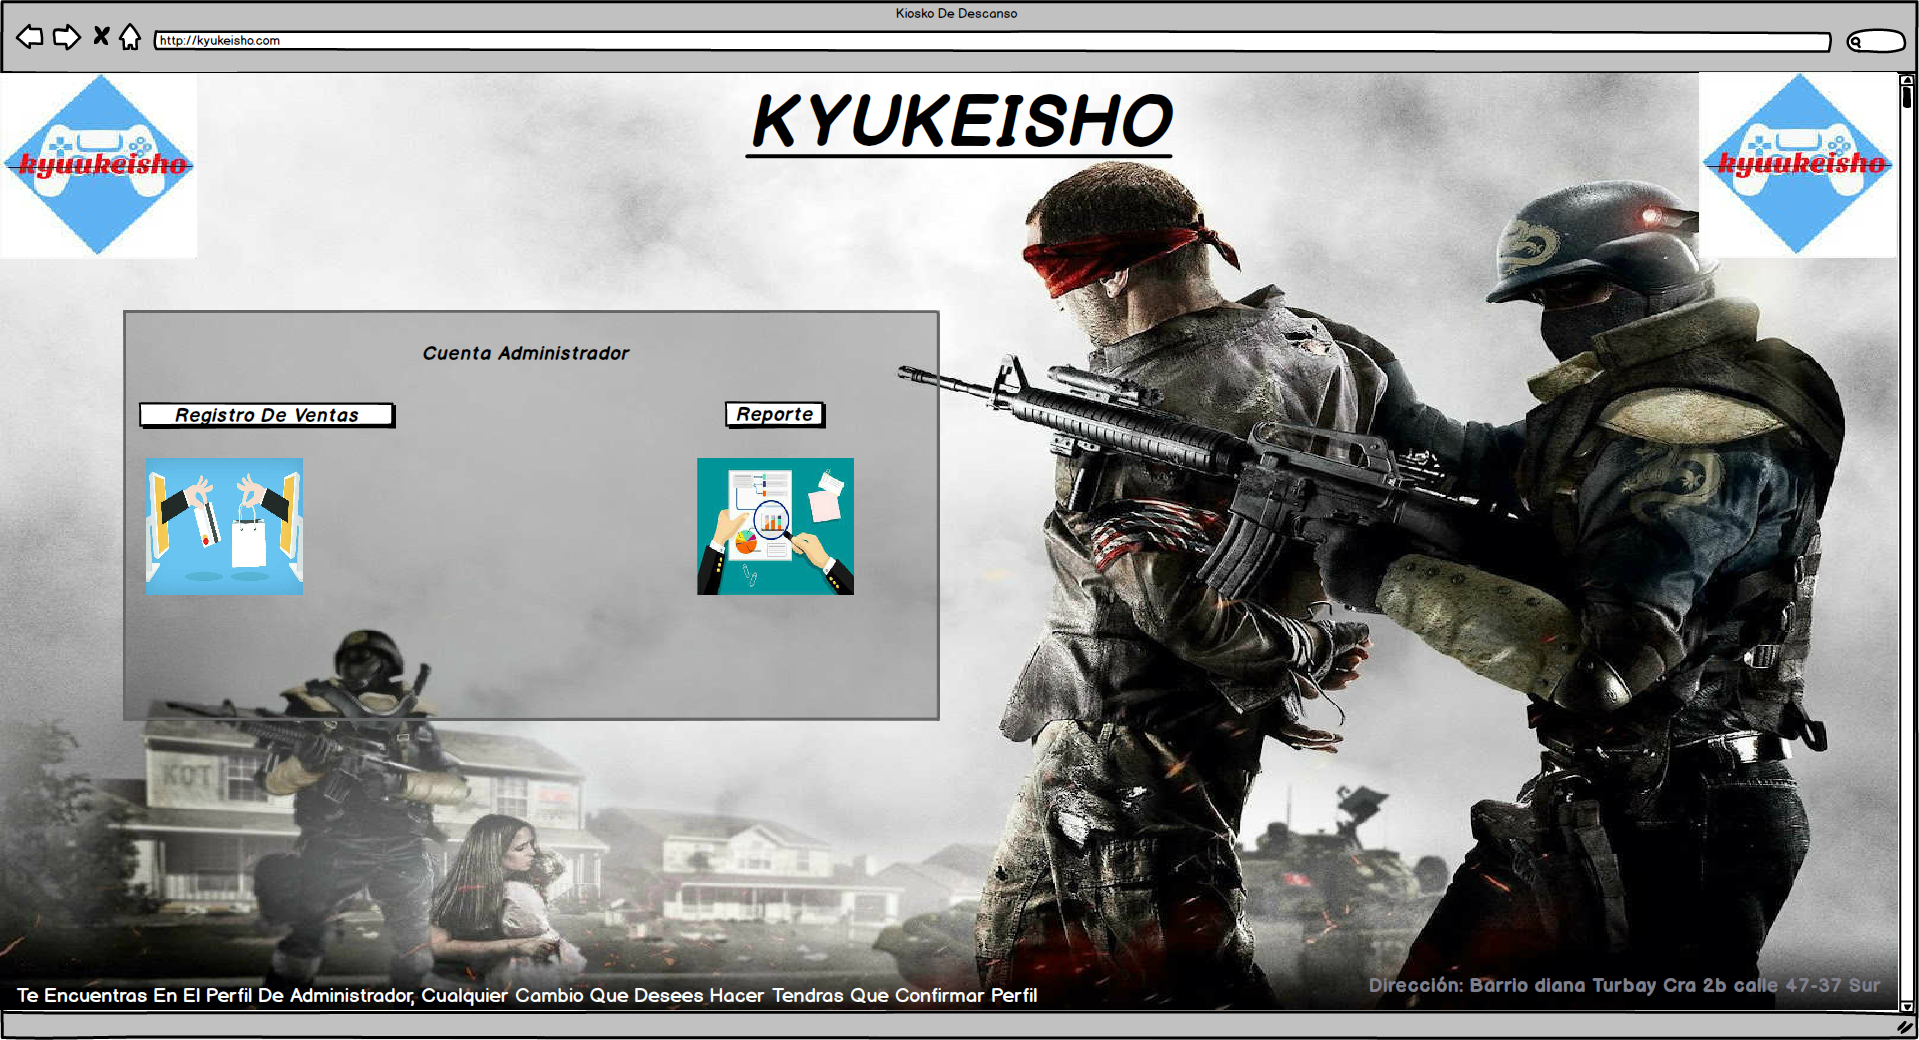 Kiosko De Descanso
http://kyukeisho.com
KYUKEISHO
kyuukeisho
kyuukeisho
Cuenta Administrador
Registro De Ventas
Reporte
KOT
Te Encuentras En El Perfil De Administrador, Cualquier Cambio Que Desees Hacer Tendras Que Confirmar Perfil
Dirección: Barrio diana Turbay Cra 2b calle 47-37 Sur